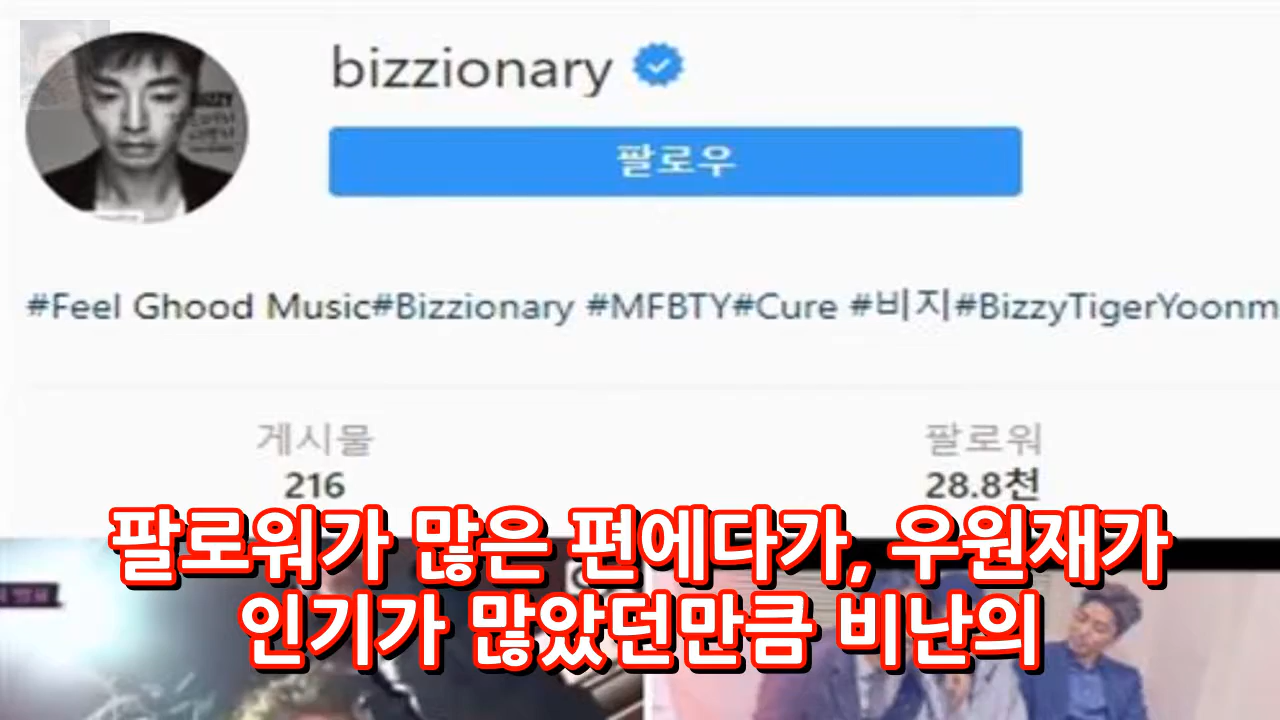 bizzionary
팔로우
#Feel Ghood Music#Bizzionary #MFBTY#Cure #비지#BizzyTigerYoonm
게시물 팔로워
216 28.8천
팔로워가 많은 편에다가, 우원재가
인기가 많았던만큼 비난의